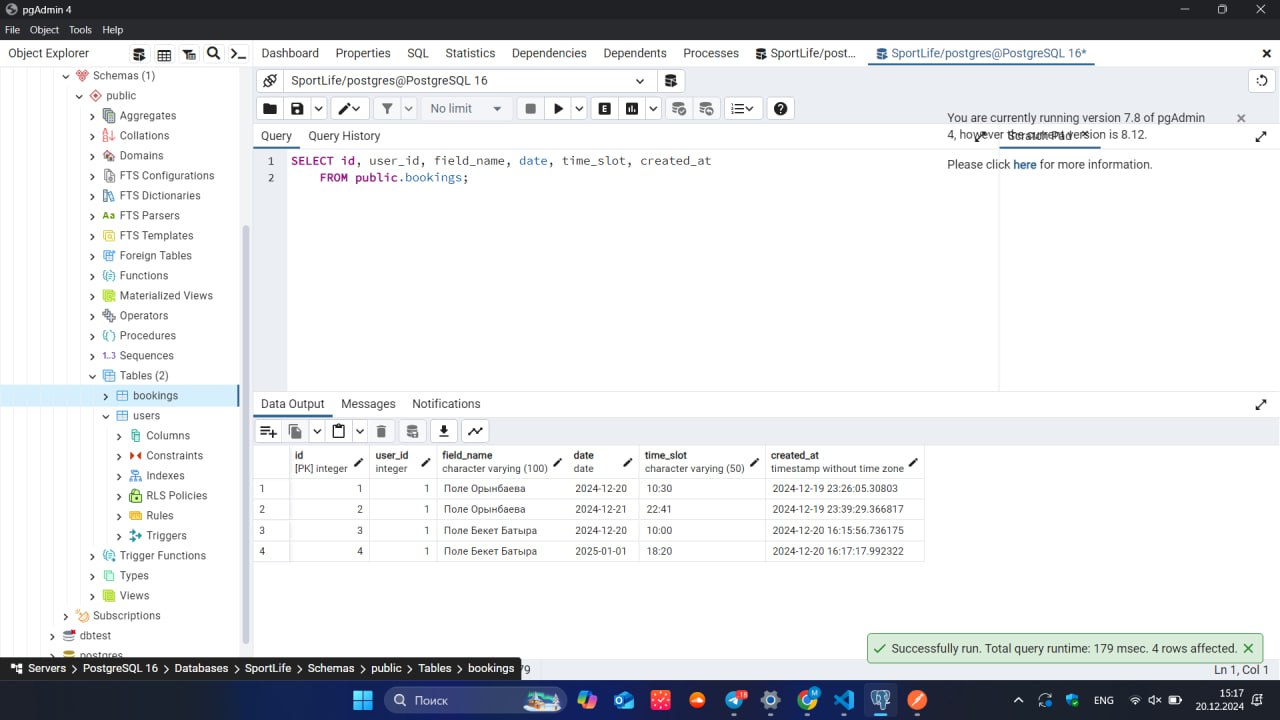 pgAdmin 4
File Object Tools Help
Object Explorer
Dashboard Properties SQL Statistics Dependencies Dependents Processes SportLife/post... SportLife/postgres@PostgreSQL 16*
SportLife/postgres@PostgreSQL 16
No limit
E
Query Query History
You are currently running version 7.8 of pgAdmin
4, however the current version is 8.12.
Please click here for more information.
1 SELECT id, user_id, field_name, date, time_slot, created_at
2 FROM public.bookings;
Schemas (1)
public
Aggregates
Collations
Domains
FTS Configurations
FTS Dictionaries
Aa FTS Parsers
FTS Templates
Foreign Tables
Functions
Materialized Views
Operators
Procedures
1..3 Sequences
Tables (2)
bookings
users
Columns
Constraints
Indexes
RLS Policies
Rules
Triggers
Trigger Functions
Types
Views
Subscriptions
dbtest
postgres
Data Output Messages Notifications
id user_id field_name date time_slot created_at
[PK] integer integer character varying (100) date character varying (50) timestamp without time zone
1 1 1 Поле Орынбаева 2024-12-20 10:30 2024-12-19 23:26:05.30803
2 2 1 Поле Орынбаева 2024-12-21 22:41 2024-12-19 23:39:29.366817
3 3 1 Поле Бекет Батыра 2024-12-20 10:00 2024-12-20 16:15:56.736175
4 4 1 Поле Бекет Батыра 2025-01-01 18:20 2024-12-20 16:17:17.992322
Successfully run. Total query runtime: 179 msec. 4 rows affected.
Servers > PostgreSQL 16 > Databases > SportLife > Schemas > public > Tables > bookings
79
Ln 1, Col 1
Поиск
18
M
ENG
15:17
20.12.2024